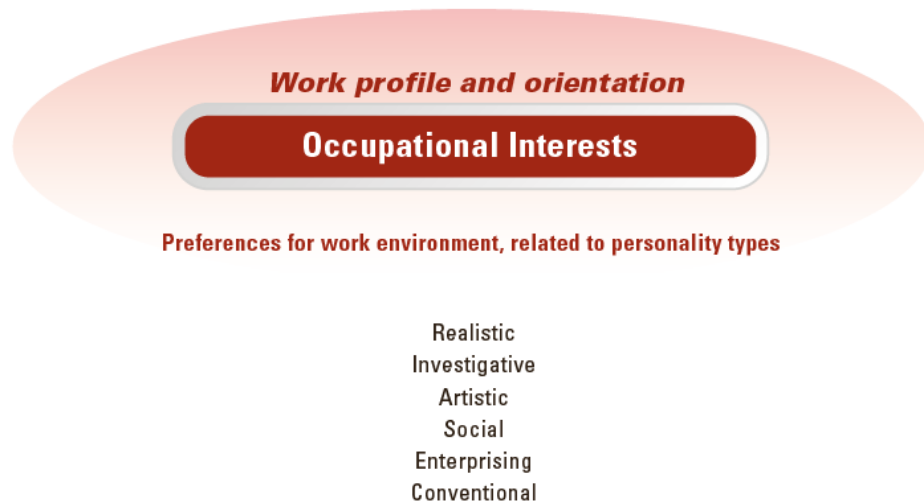 Work profile and orientation
Occupational Interests
Preferences for work environment, related to personality types
Realistic
Investigative
Artistic
Social
Enterprising
Conventional